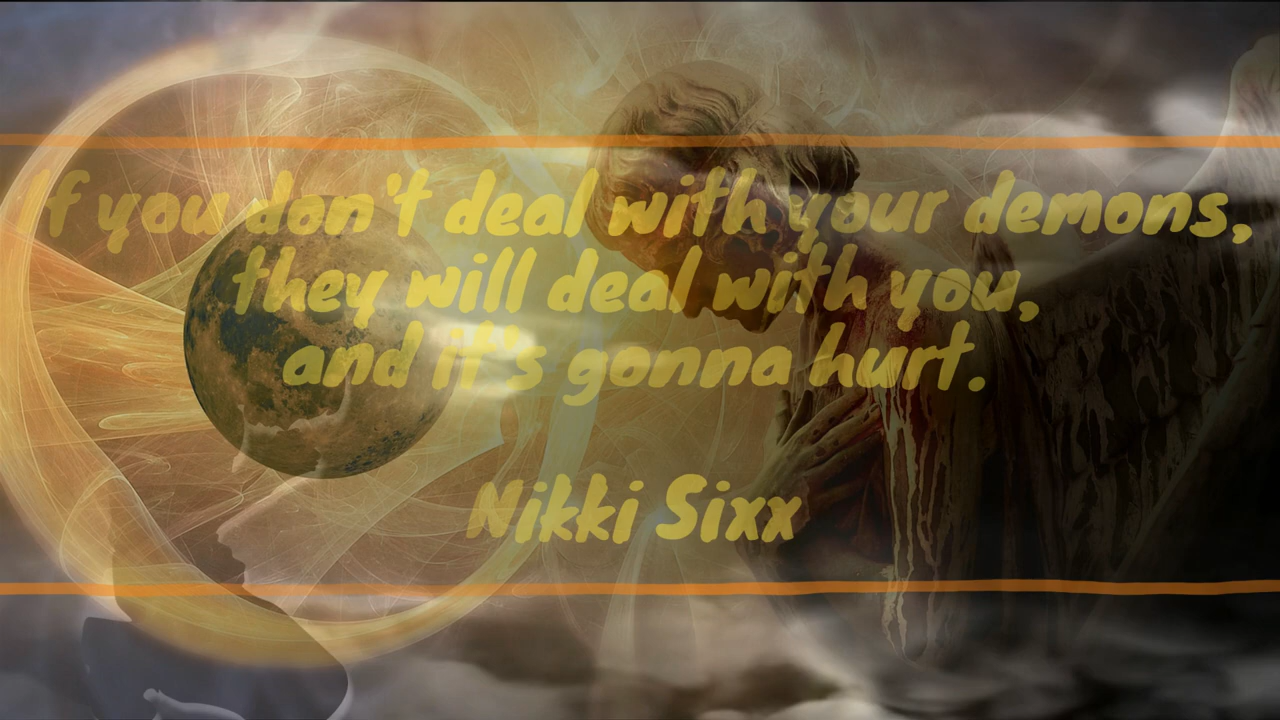 If you don't deal with your demons,
they will deal with you,
and it's gonna hurt.
Nikki Sixx